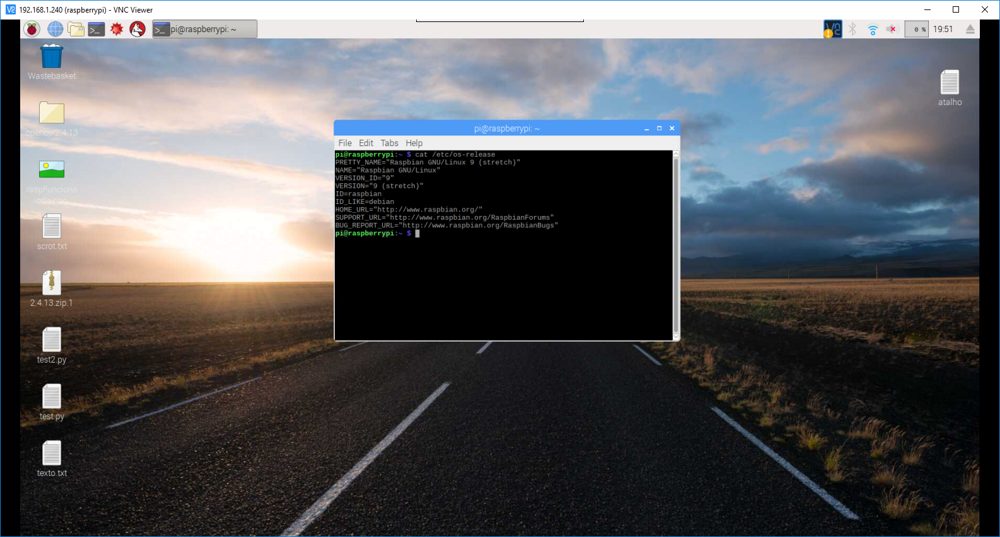 192.168.1.240 (raspberrypi) - VNC Viewer
pi@raspberrypi: ~
0 %
19:51
Wastebasket
opencv-2.4.13
scrot.txt
2.4.13.zip.1
test2.py
test.py
texto.txt
atalho
pi@raspberrypi: ~
File Edit Tabs Help
pi@raspberrypi:~ $ cat /etc/os-release
PRETTY_NAME="Raspbian GNU/Linux 9 (stretch)"
NAME="Raspbian GNU/Linux"
VERSION_ID="9"
VERSION="9 (stretch)"
ID=raspbian
ID_LIKE=debian
HOME_URL="http://www.raspbian.org/"
SUPPORT_URL="http://www.raspbian.org/RaspbianForums"
BUG_REPORT_URL="http://www.raspbian.org/RaspbianBugs"
pi@raspberrypi:~ $